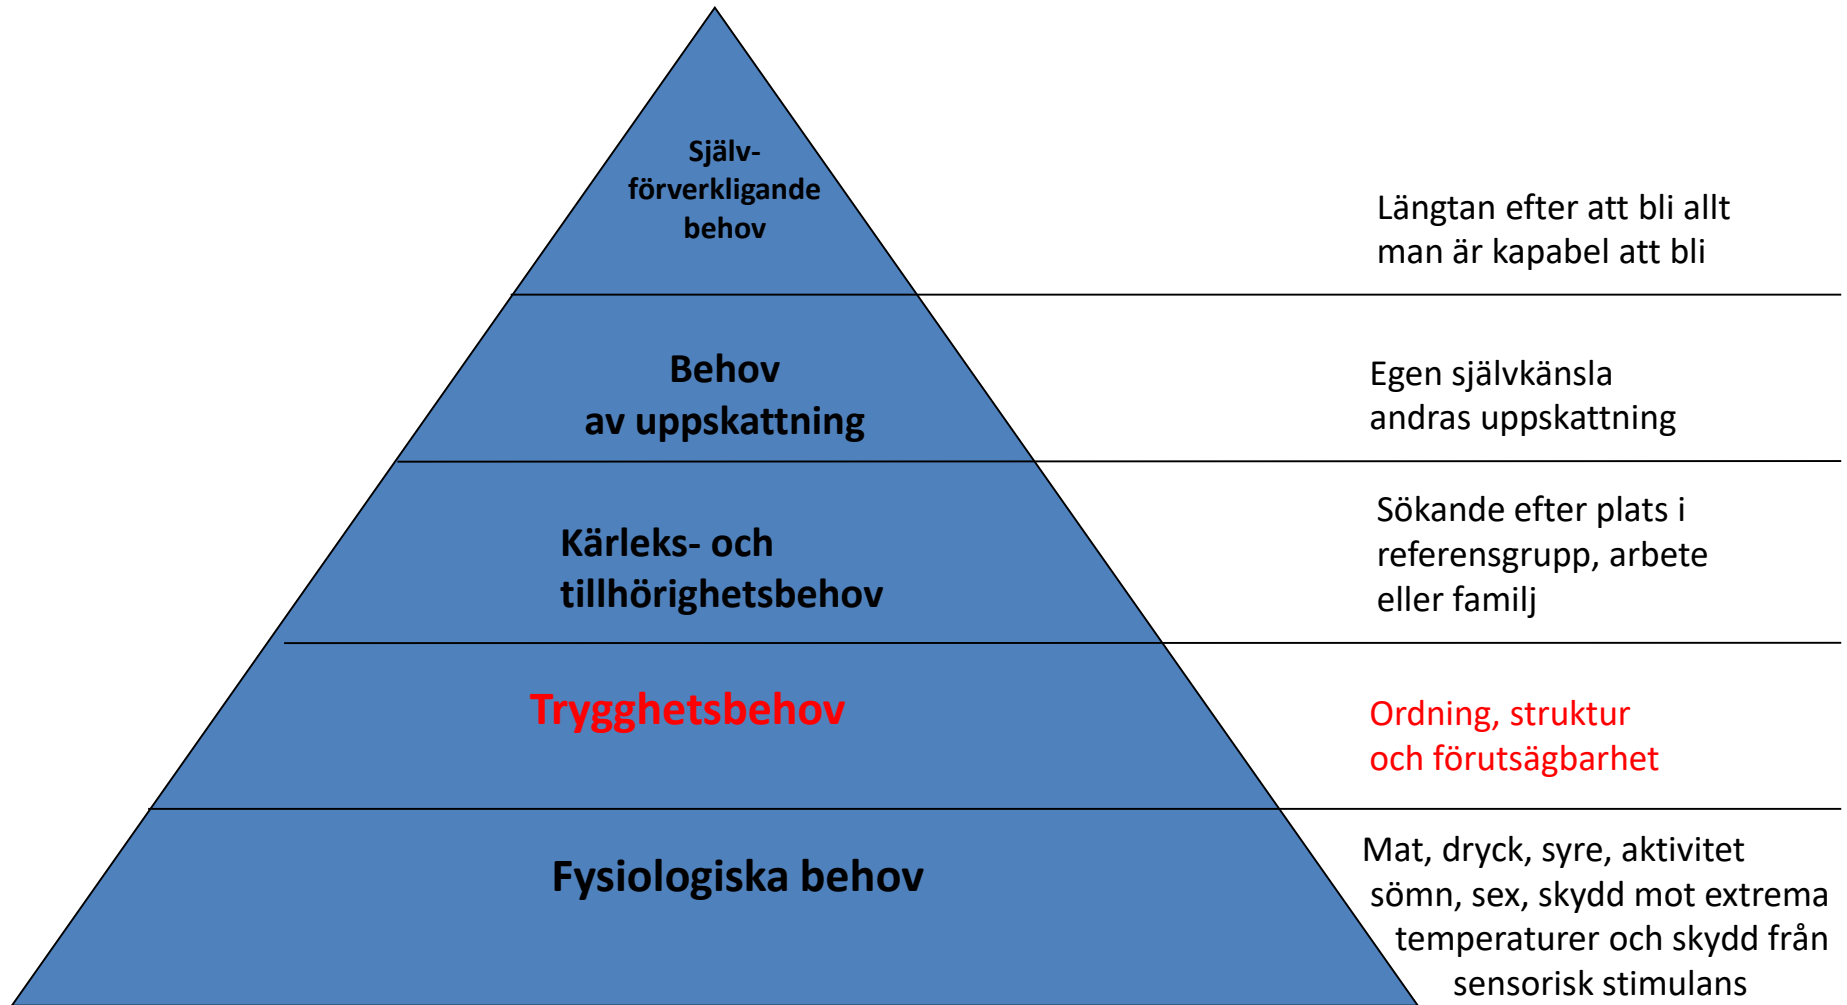 Själv-
förverkligande
behov
Längtan efter att bli allt
man är kapabel att bli
Behov
av uppskattning
Egen självkänsla
andras uppskattning
Kärleks- och
tillhörighetsbehov
Sökande efter plats i
referensgrupp, arbete
eller familj
Trygghetsbehov
Ordning, struktur
och förutsägbarhet
Fysiologiska behov
Mat, dryck, syre, aktivitet
sömn, sex, skydd mot extrema
temperaturer och skydd från
sensorisk stimulans